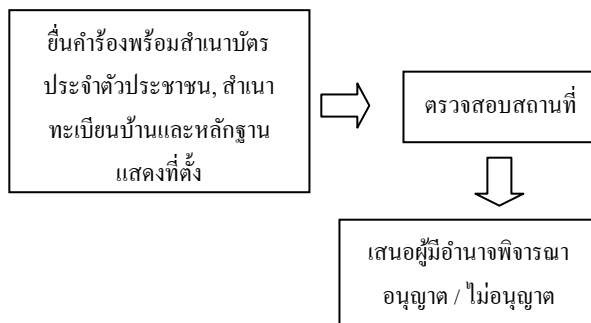 ยื่นคำร้องพร้อมสำเนาบัตร
ประจำตัวประชาชน, สำเนา
ทะเบียนบ้านและหลักฐาน
แสดงที่ตั้ง
ตรวจสอบสถานที่
เสนอผู้มีอำนาจพิจารณา
อนุญาต / ไม่อนุญาต